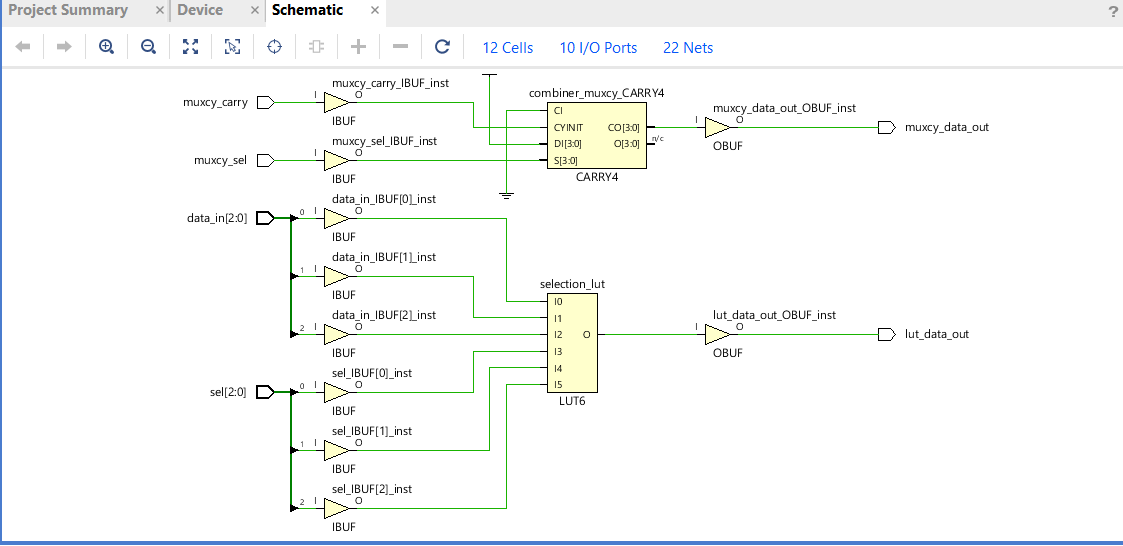 Project Summary × Device × Schematic × ?
12 Cells 10 I/O Ports 22 Nets
muxcy_carry I muxcy_carry_IBUF_inst O IBUF
muxcy_sel I muxcy_sel_IBUF_inst O IBUF
combiner_muxcy_CARRY4
CI
CYINIT CO[3:0]
DI[3:0] O[3:0] n/c
S[3:0]
CARRY4
I muxcy_data_out_OBUF_inst O OBUF muxcy_data_out
data_in[2:0]
0 I data_in_IBUF[0]_inst O IBUF
1 I data_in_IBUF[1]_inst O IBUF
2 I data_in_IBUF[2]_inst O IBUF
sel[2:0]
0 I sel_IBUF[0]_inst O IBUF
1 I sel_IBUF[1]_inst O IBUF
2 I sel_IBUF[2]_inst O IBUF
selection_lut
I0
I1
I2 O
I3
I4
I5
LUT6
I lut_data_out_OBUF_inst O OBUF lut_data_out